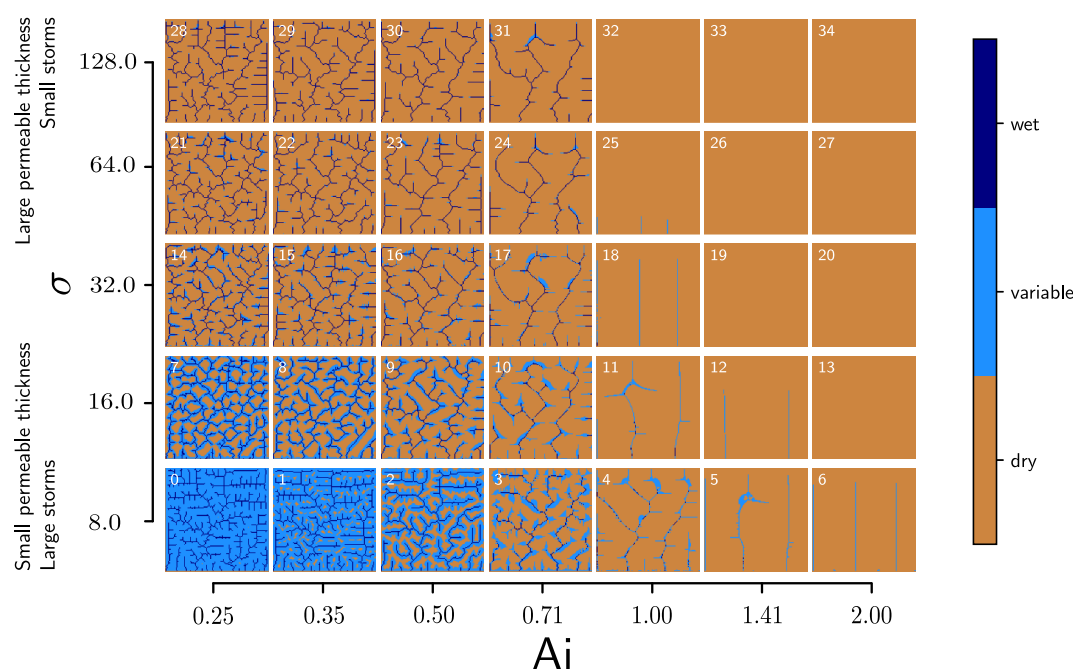 Large permeable thickness
Small storms
128.0
28 29 30 31 32 33 34
64.0
21 22 23 24 25 26 27
σ
32.0
14 15 16 17 18 19 20
Small permeable thickness
Large storms
16.0
7 8 9 10 11 12 13
8.0
0 1 2 3 4 5 6
0.25 0.35 0.50 0.71 1.00 1.41 2.00
Ai
wet
variable
dry